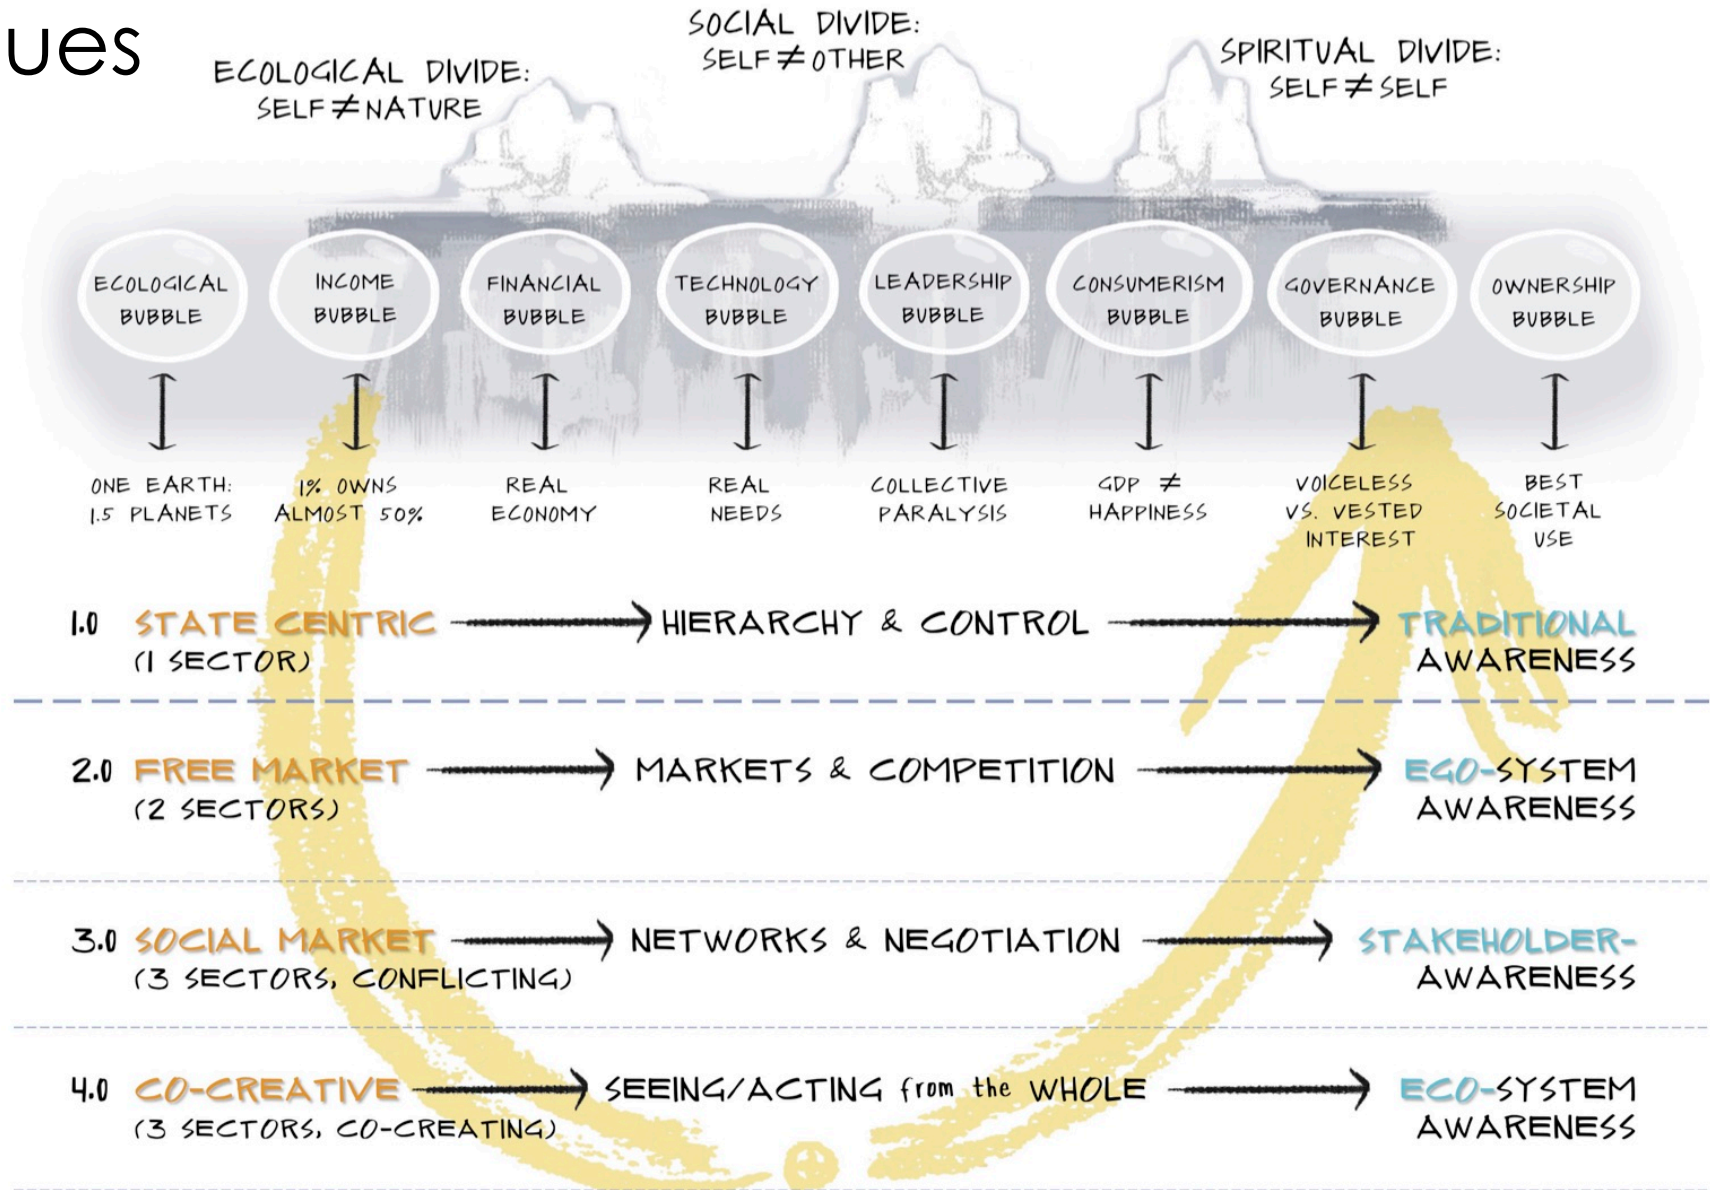 ues
ECOLOGICAL DIVIDE:
SELF ≠ NATURE
SOCIAL DIVIDE:
SELF ≠ OTHER
SPIRITUAL DIVIDE:
SELF ≠ SELF
ECOLOGICAL
BUBBLE
INCOME
BUBBLE
FINANCIAL
BUBBLE
TECHNOLOGY
BUBBLE
LEADERSHIP
BUBBLE
CONSUMERISM
BUBBLE
GOVERNANCE
BUBBLE
OWNERSHIP
BUBBLE
ONE EARTH:
1.5 PLANETS
1% OWNS
ALMOST 50%
REAL
ECONOMY
REAL
NEEDS
COLLECTIVE
PARALYSIS
GDP ≠
HAPPINESS
VOICELESS
VS. VESTED
INTEREST
BEST
SOCIETAL
USE
1.0 STATE CENTRIC HIERARCHY & CONTROL TRADITIONAL
(1 SECTOR) AWARENESS
2.0 FREE MARKET MARKETS & COMPETITION EGO-SYSTEM
(2 SECTORS) AWARENESS
3.0 SOCIAL MARKET NETWORKS & NEGOTIATION STAKEHOLDER-
(3 SECTORS, CONFLICTING) AWARENESS
4.0 CO-CREATIVE SEEING/ACTING from the WHOLE ECO-SYSTEM
(3 SECTORS, CO-CREATING) AWARENESS